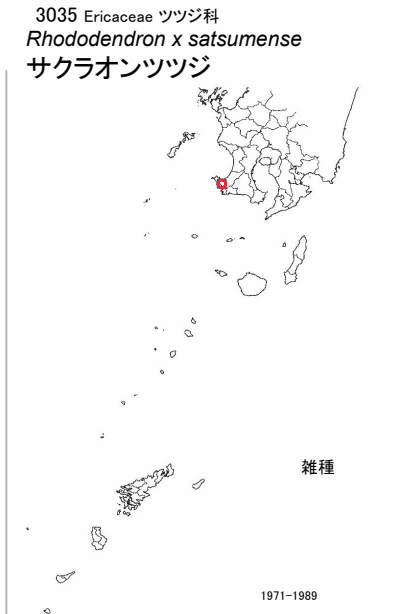 3035 Ericaceae ツツジ科
Rhododendron x satsumense
サクラオンツツジ
雑種
1971-1989